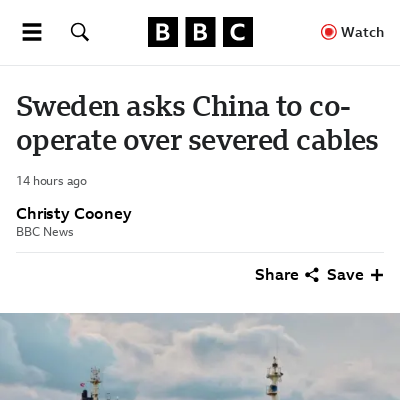 BBC
Watch
Sweden asks China to co-
operate over severed cables
14 hours ago
Christy Cooney
BBC News
Share
Save